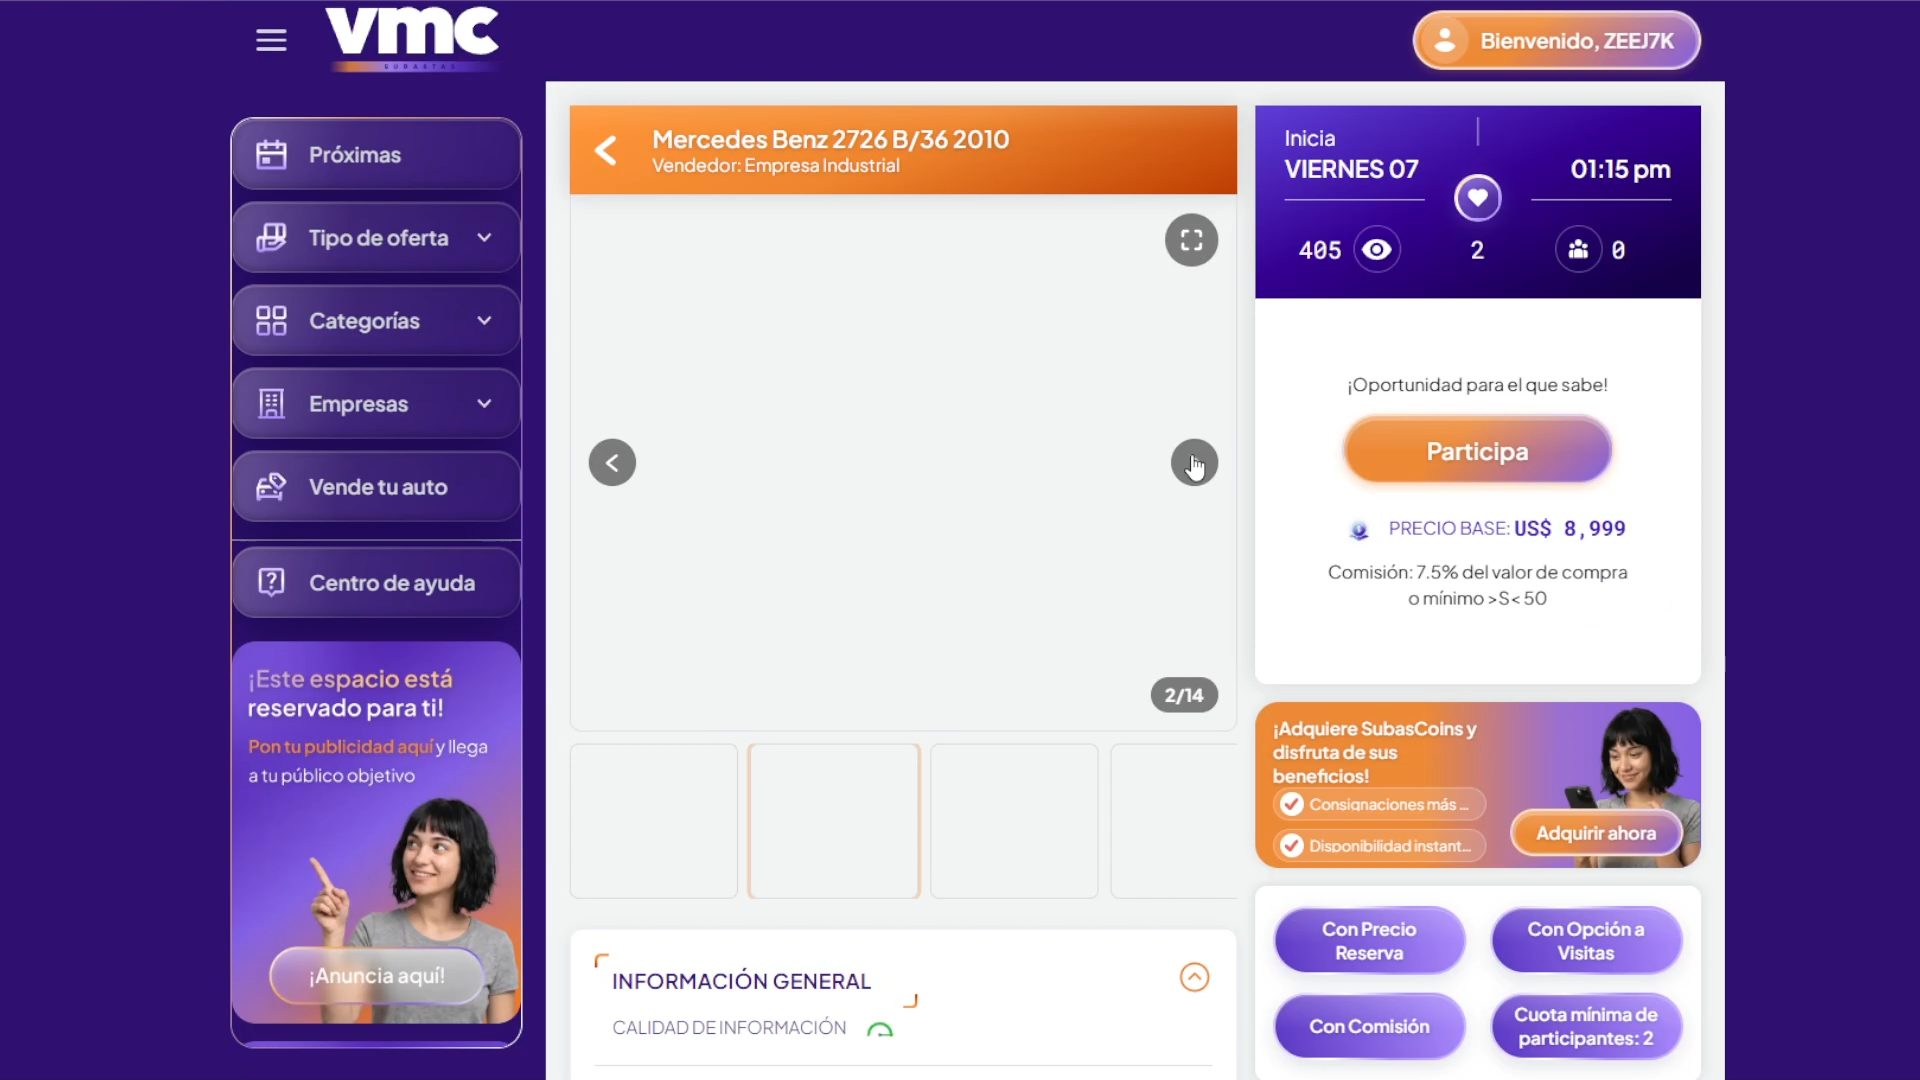 vmc
SUBASTAS
Bienvenido, ZEEJ7K
Próximas
Tipo de oferta
Categorías
Empresas
Vende tu auto
Centro de ayuda
¡Este espacio está
reservado para ti!
Pon tu publicidad aquí y llega
a tu público objetivo
¡Anuncia aquí!
Mercedes Benz 2726 B/36 2010
Vendedor: Empresa Industrial
2/14
INFORMACIÓN GENERAL
CALIDAD DE INFORMACIÓN
Inicia
VIERNES 07
01:15 pm
405
2
0
¡Oportunidad para el que sabe!
Participa
PRECIO BASE: US$ 8,999
Comisión: 7.5% del valor de compra
o mínimo >S< 50
¡Adquiere SubasCoins y
disfruta de sus
beneficios!
Consignaciones más ...
Disponibilidad instant...
Adquirir ahora
Con Precio
Reserva
Con Opción a
Visitas
Con Comisión
Cuota mínima de
participantes: 2